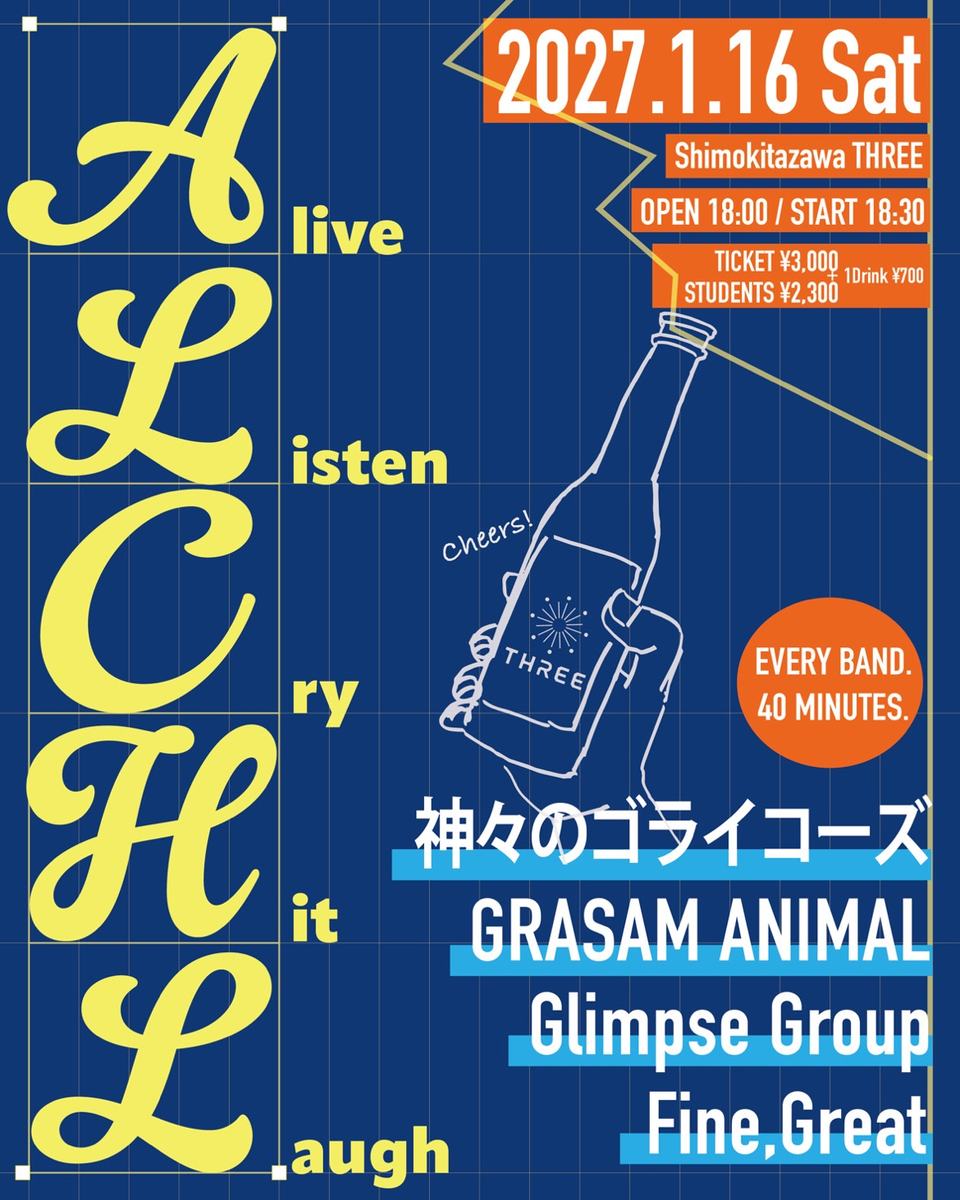 Alive
Listen
Cry
Hit
Laugh
2027.1.16 Sat
Shimokitazawa THREE
OPEN 18:00 / START 18:30
TICKET ¥3,000
STUDENTS ¥2,300
+ 1Drink ¥700
Cheers!
THREE
EVERY BAND.
40 MINUTES.
神々のゴライコーズ
GRASAM ANIMAL
Glimpse Group
Fine,Great